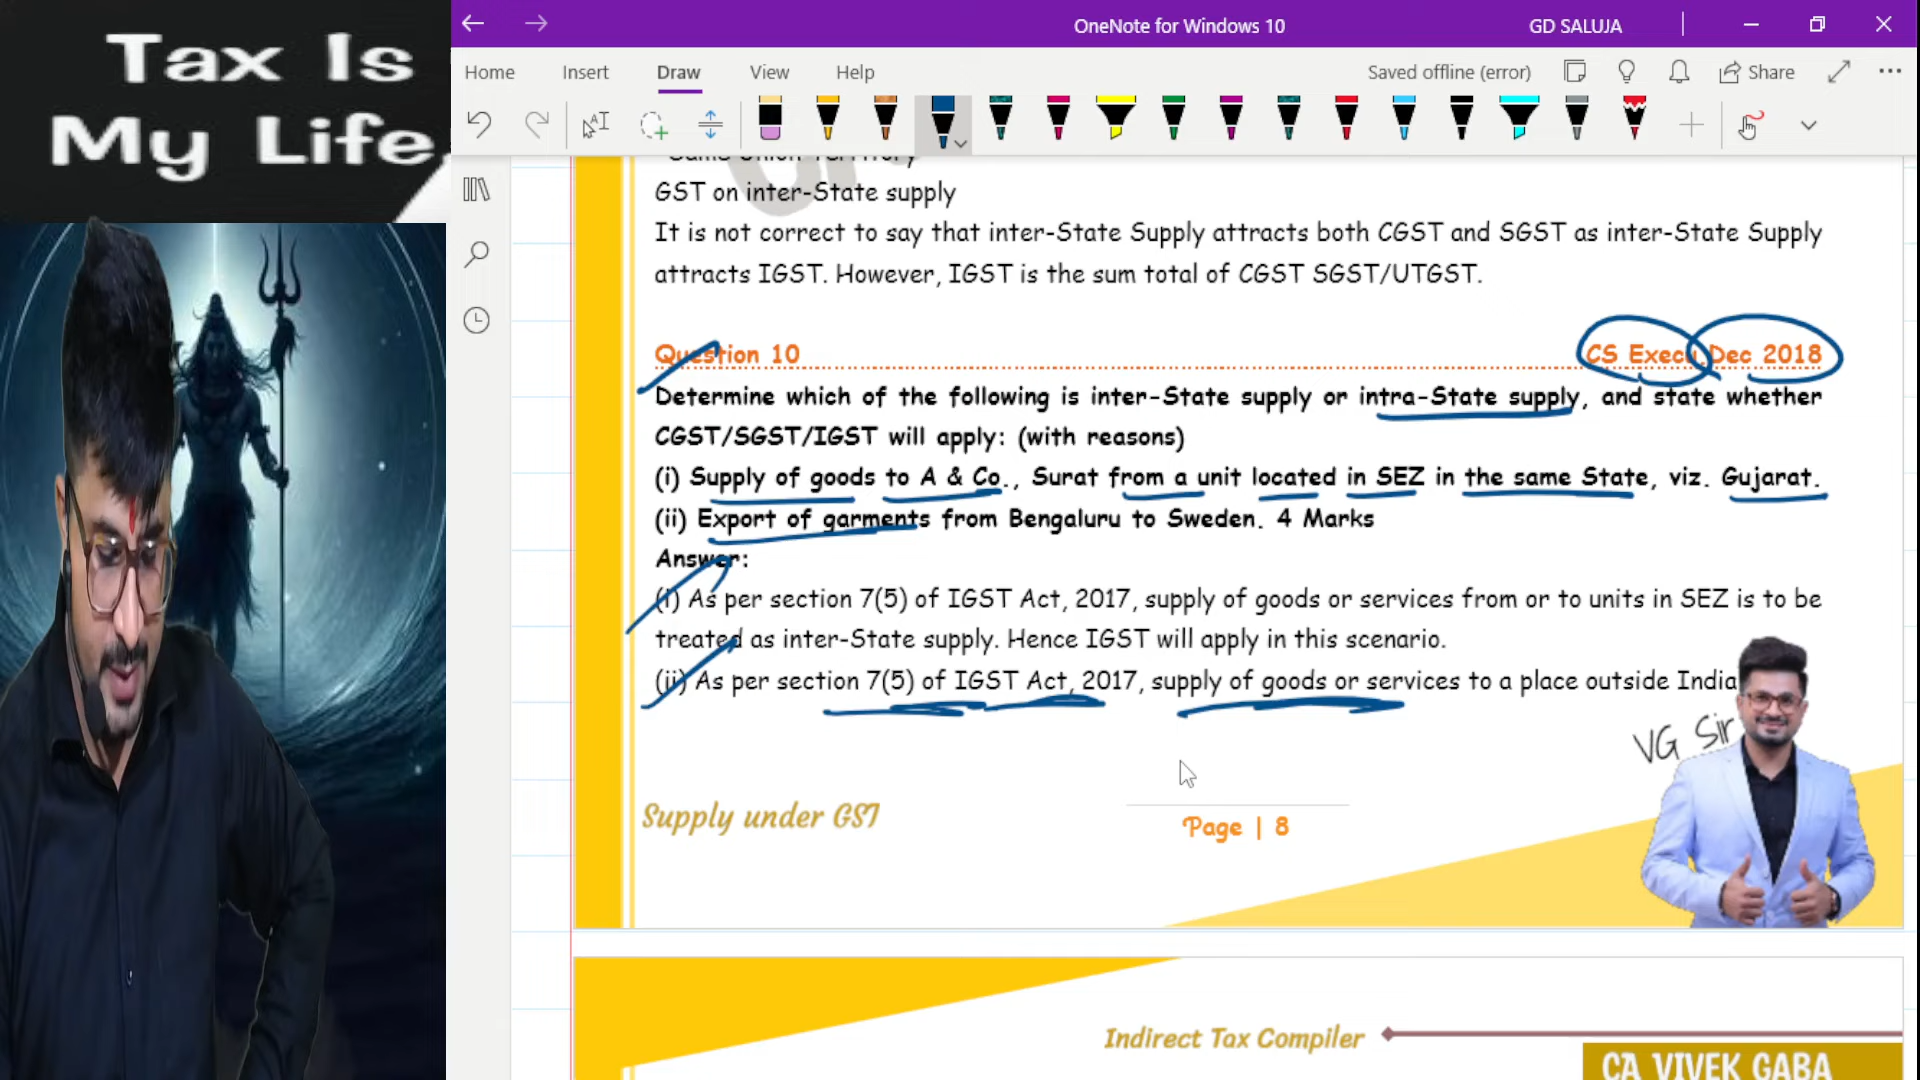 Tax Is
My Life.
OneNote for Windows 10
GD SALUJA
Home
Insert
Draw
View
Help
Saved offline (error)
Share
Same Union Territory
GST on inter-State supply
It is not correct to say that inter-State Supply attracts both CGST and SGST as inter-State Supply
attracts IGST. However, IGST is the sum total of CGST SGST/UTGST.
Question 10
CS Execu Dec 2018
Determine which of the following is inter-State supply or intra-State supply, and state whether
CGST/SGST/IGST will apply: (with reasons)
(i) Supply of goods to A & Co., Surat from a unit located in SEZ in the same State, viz. Gujarat.
(ii) Export of garments from Bengaluru to Sweden. 4 Marks
Answer:
(i) As per section 7(5) of IGST Act, 2017, supply of goods or services from or to units in SEZ is to be
treated as inter-State supply. Hence IGST will apply in this scenario.
(ii) As per section 7(5) of IGST Act, 2017, supply of goods or services to a place outside India
VG Sir
Supply under GST
Page | 8
Indirect Tax Compiler
CA VIVEK GABA